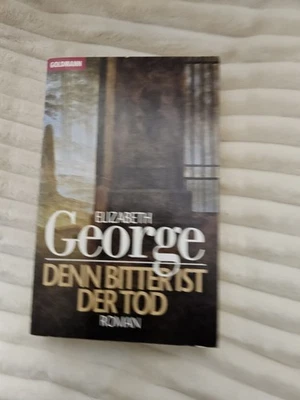 GOLDMANN
ELIZABETH
George
DENN BITTER IST
DER TOD
ROMAN